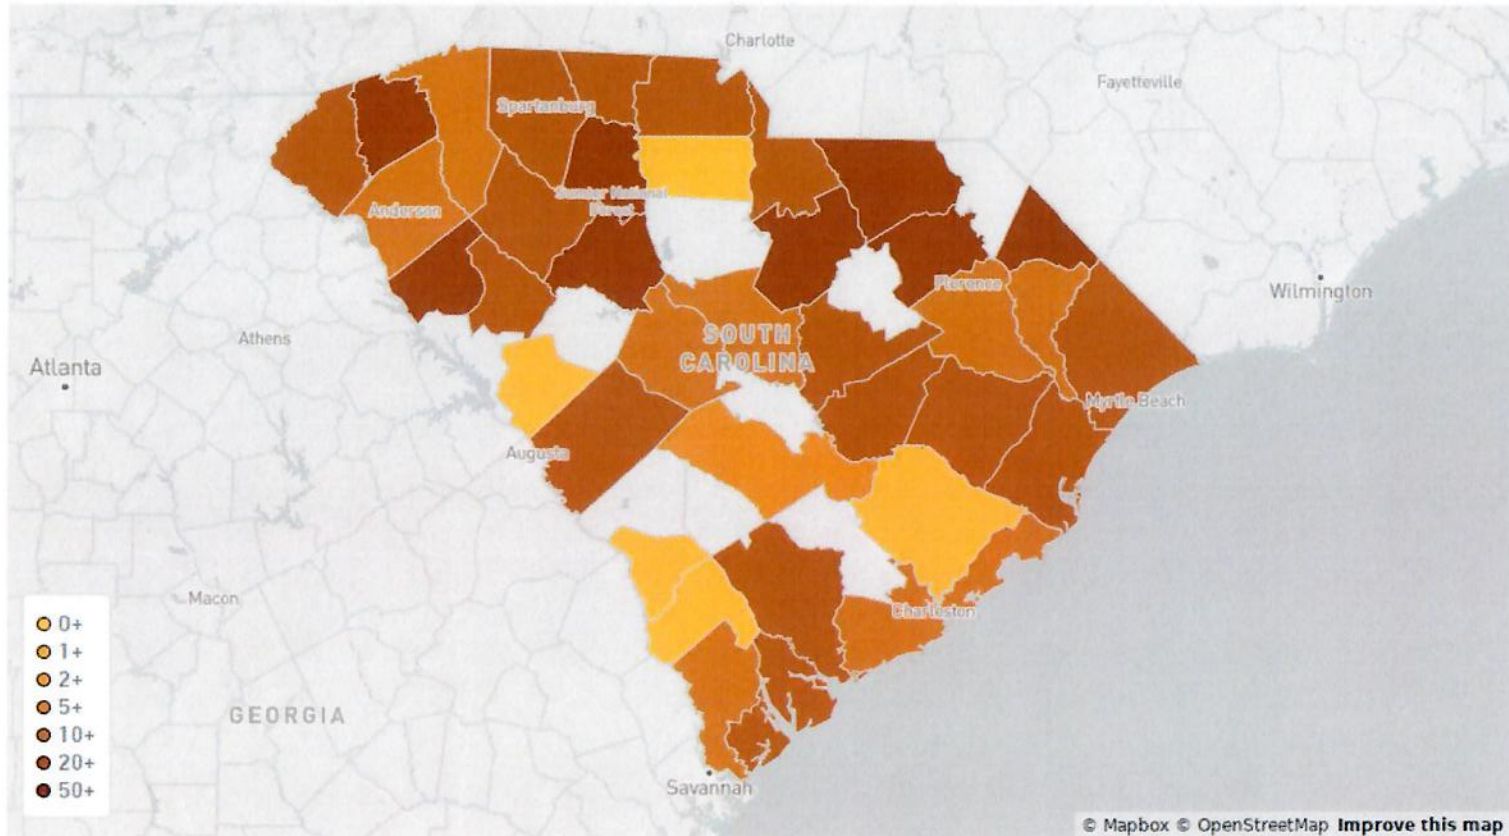 Charlotte
Fayetteville
Spartanburg
Sumter National
Forest
Anderson
Florence
Wilmington
SOUTH
CAROLINA
Athens
Atlanta
Myrtle Beach
Augusta
Macon
Charleston
GEORGIA
Savannah
0+
1+
2+
5+
10+
20+
50+
© Mapbox © OpenStreetMap Improve this map